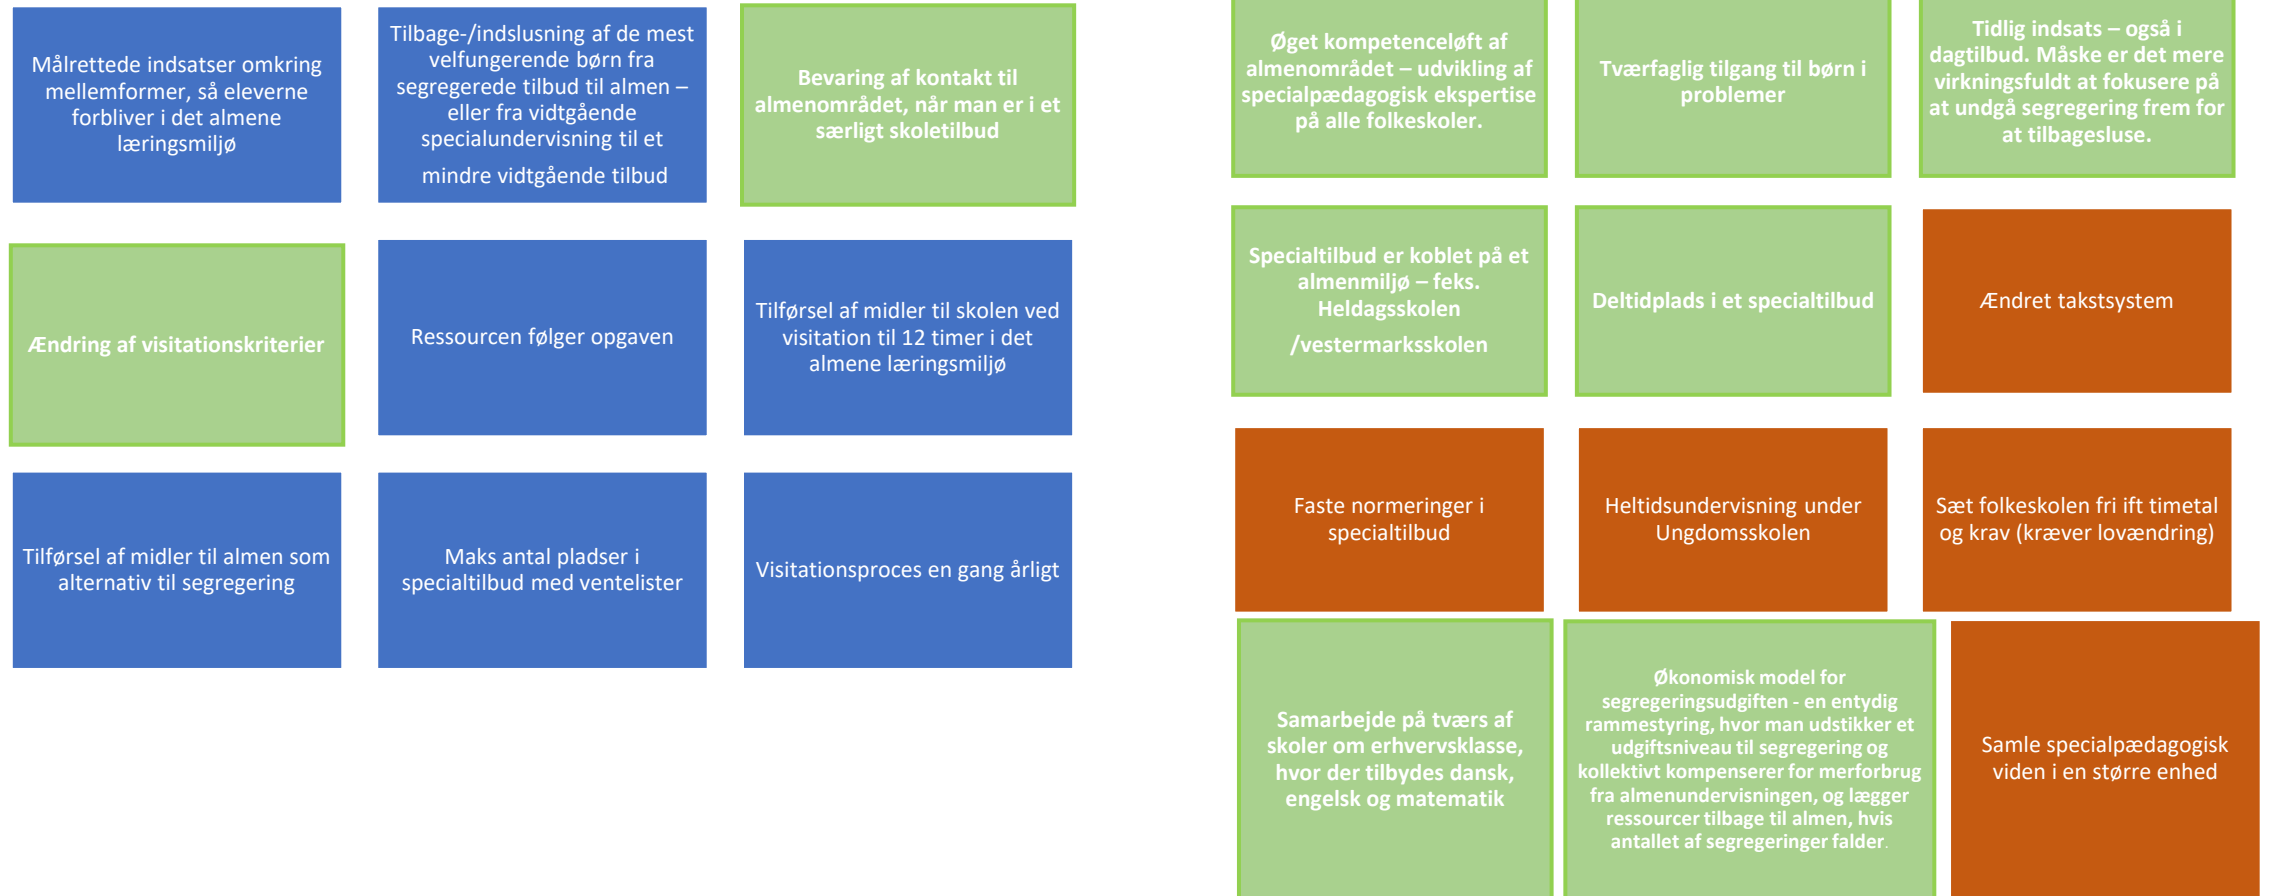 Målrettede indsatser omkring
mellemformer, så eleverne
forbliver i det almene
læringsmiljø
Tilbage-/indslusning af de mest
velfungerende børn fra
segregerede tilbud til almen –
eller fra vidtgående
specialundervisning til et
mindre vidtgående tilbud
Bevaring af kontakt til
almenområdet, når man er i et
særligt skoletilbud
Ændring af visitationskriterier
Ressourcen følger opgaven
Tilførsel af midler til skolen ved
visitation til 12 timer i det
almene læringsmiljø
Tilførsel af midler til almen som
alternativ til segregering
Maks antal pladser i
specialtilbud med ventelister
Visitationsproces en gang årligt
Øget kompetenceløft af
almenområdet – udvikling af
specialpædagogisk ekspertise
på alle folkeskoler.
Tværfaglig tilgang til børn i
problemer
Tidlig indsats – også i
dagtilbud. Måske er det mere
virkningsfuldt at fokusere på
at undgå segregering frem for
at tilbagesluse.
Specialtilbud er koblet på et
almenmiljø – feks.
Heldagsskolen
/vestermarksskolen
Deltidplads i et specialtilbud
Ændret takstsystem
Faste normeringer i
specialtilbud
Heltidsundervisning under
Ungdomsskolen
Sæt folkeskolen fri ift timetal
og krav (kræver lovændring)
Samarbejde på tværs af
skoler om erhvervsklasse,
hvor der tilbydes dansk,
engelsk og matematik
Økonomisk model for
segregeringsudgiften - en entydig
rammestyring, hvor man udstikker et
udgiftsniveau til segregering og
kollektivt kompenserer for merforbrug
fra almenundervisningen, og lægger
ressourcer tilbage til almen, hvis
antallet af segregeringer falder.
Samle specialpædagogisk
viden i en større enhed